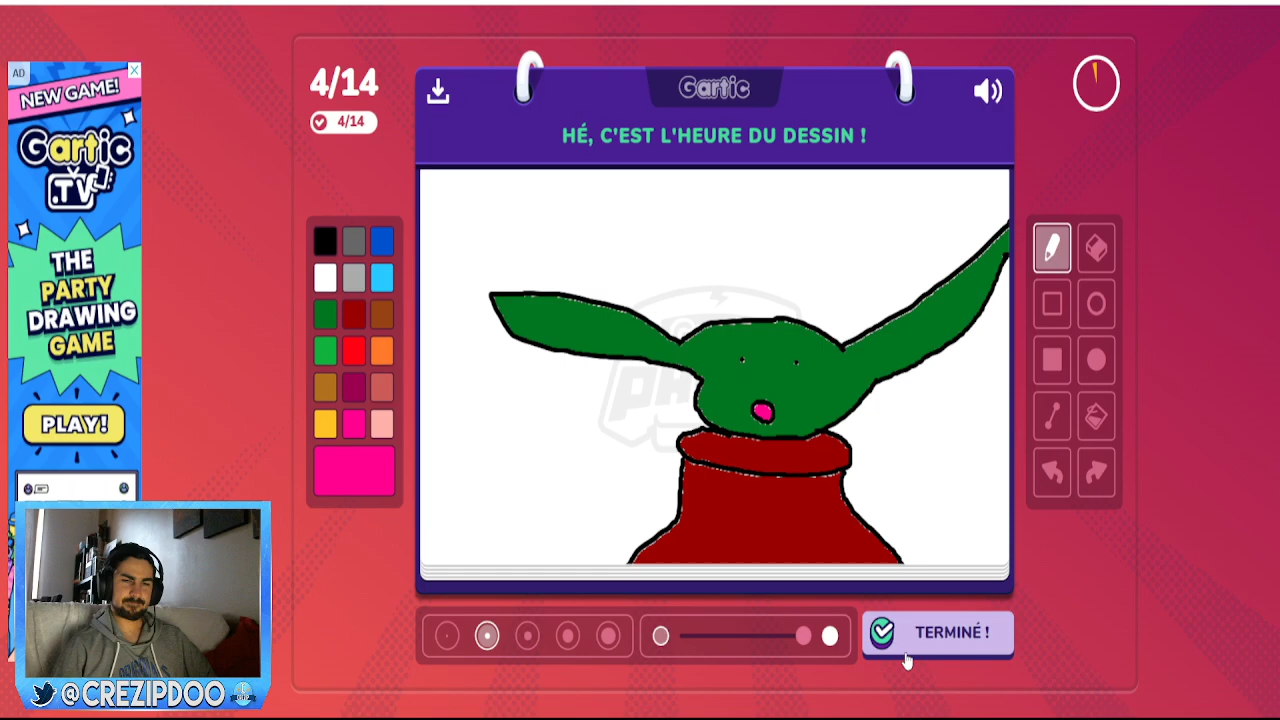 AD
NEW GAME!
Gartic
.TV
THE
PARTY
DRAWING
GAME
PLAY!
@CREZIPDOO
4/14
4/14
Gartic
HÉ, C'EST L'HEURE DU DESSIN !
TERMINÉ !